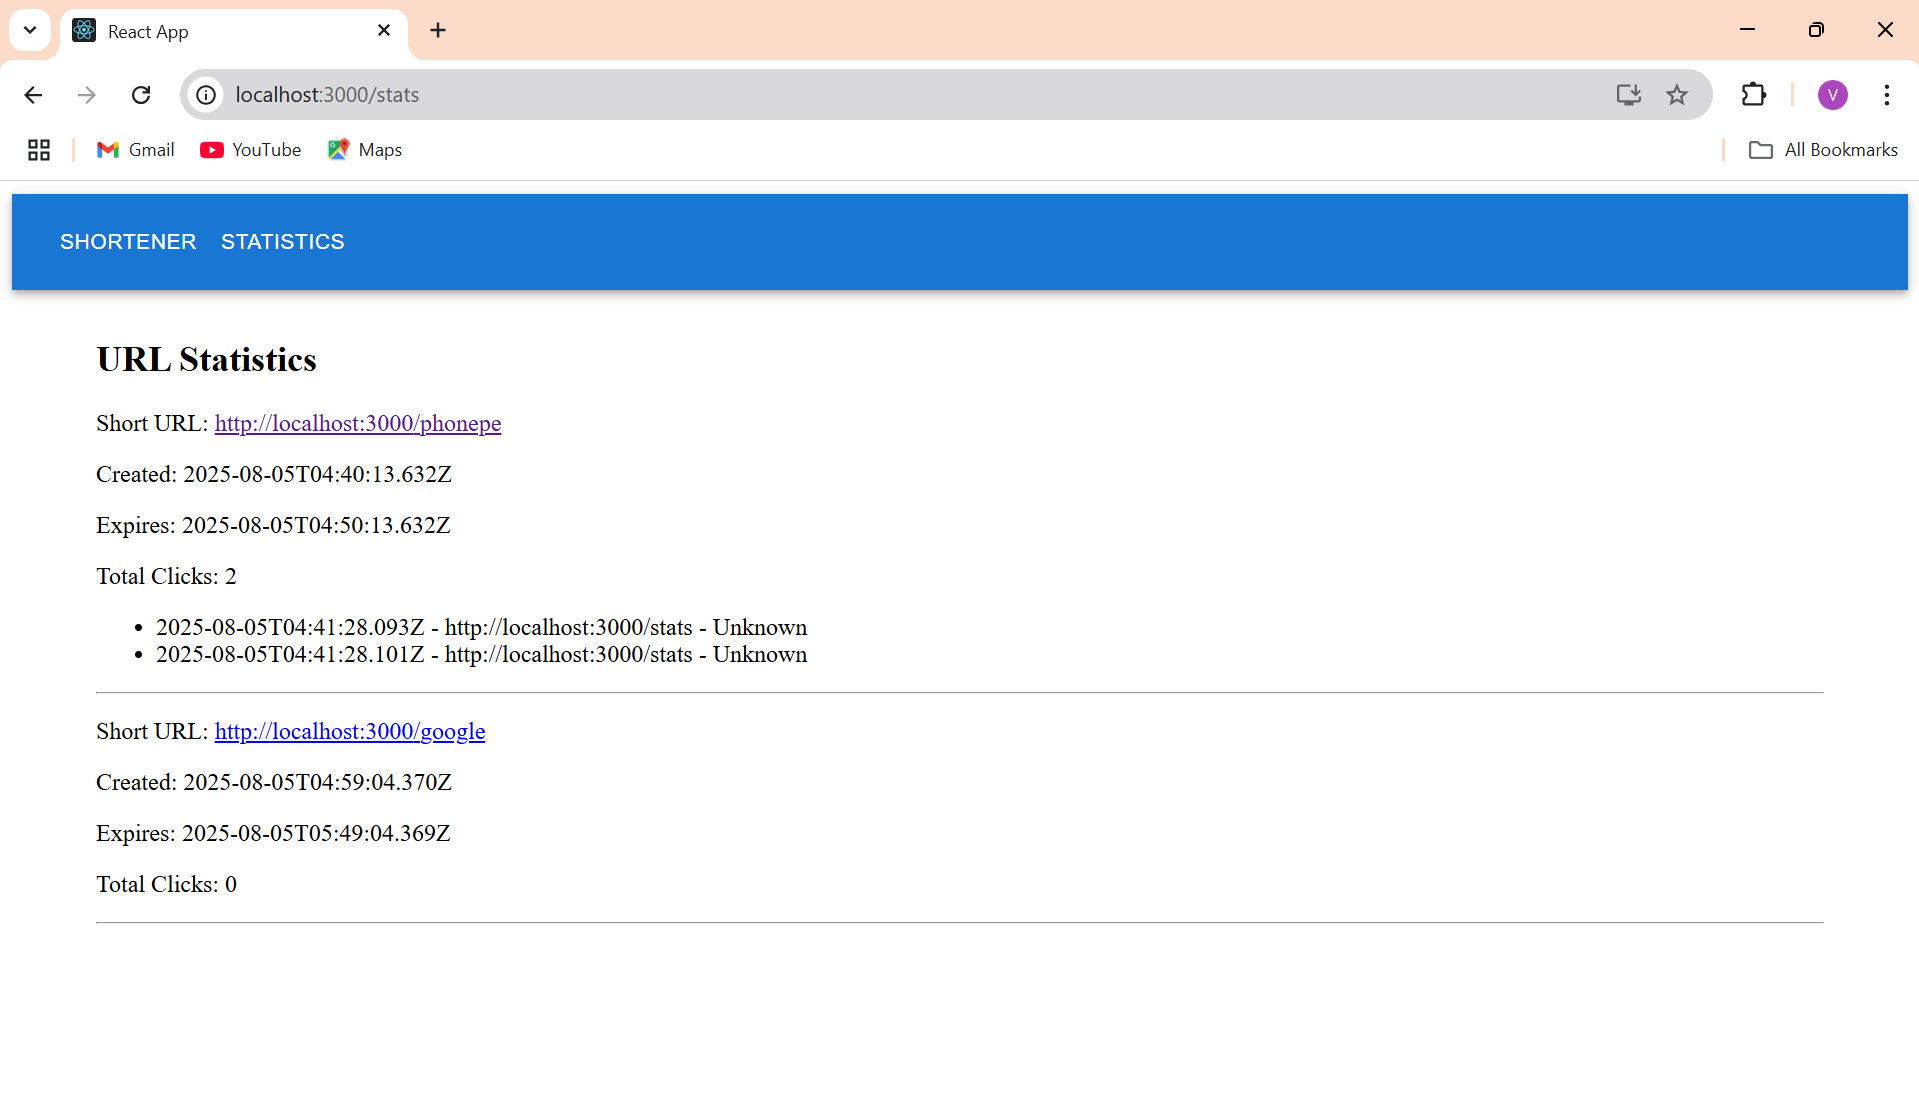 React App
localhost:3000/stats
V
Gmail
YouTube
Maps
All Bookmarks
SHORTENER STATISTICS
URL Statistics
Short URL: http://localhost:3000/phonepe
Created: 2025-08-05T04:40:13.632Z
Expires: 2025-08-05T04:50:13.632Z
Total Clicks: 2
• 2025-08-05T04:41:28.093Z - http://localhost:3000/stats - Unknown
• 2025-08-05T04:41:28.101Z - http://localhost:3000/stats - Unknown
Short URL: http://localhost:3000/google
Created: 2025-08-05T04:59:04.370Z
Expires: 2025-08-05T05:49:04.369Z
Total Clicks: 0